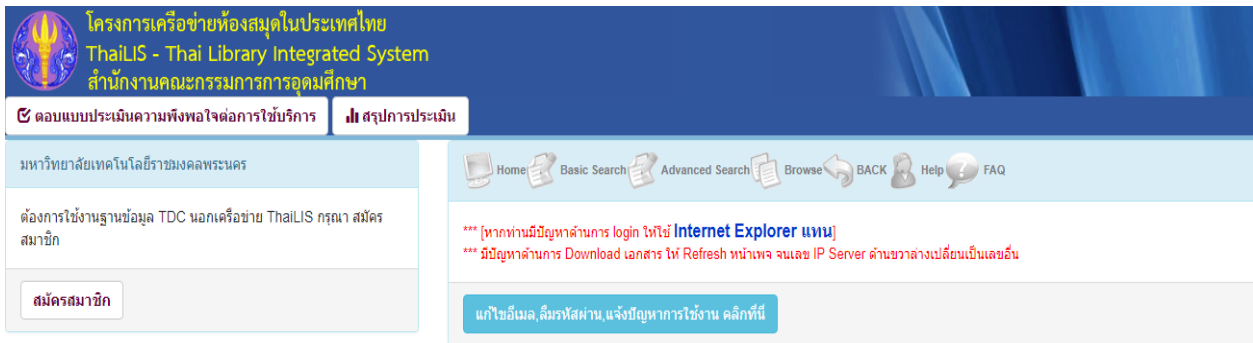 โครงการเครือข่ายห้องสมุดในประเทศไทย
ThaiLIS - Thai Library Integrated System
สำนักงานคณะกรรมการการอุดมศึกษา
ตอบแบบประเมินความพึงพอใจต่อการใช้บริการ
สรุปการประเมิน
มหาวิทยาลัยเทคโนโลยีราชมงคลพระนคร
ต้องการใช้งานฐานข้อมูล TDC นอกเครือข่าย ThaiLIS กรุณา สมัคร
สมาชิก
สมัครสมาชิก
Home Basic Search Advanced Search Browse BACK Help FAQ
*** [หากท่านมีปัญหาด้านการ login ให้ใช้ Internet Explorer แทน]
*** มีปัญหาด้านการ Download เอกสาร ให้ Refresh หน้าเพจ จนเลข IP Server ด้านขวาล่างเปลี่ยนเป็นเลขอื่น
แก้ไขอีเมล,ลืมรหัสผ่าน,แจ้งปัญหาการใช้งาน คลิกที่นี่